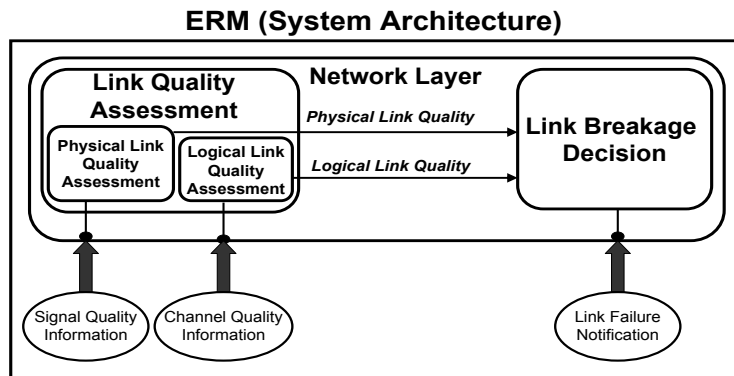 ERM (System Architecture)
Network Layer
Link Quality
Assessment
Physical Link
Quality
Assessment
Logical Link
Quality
Assessment
Physical Link Quality
Logical Link Quality
Link Breakage
Decision
Signal Quality
Information
Channel Quality
Information
Link Failure
Notification